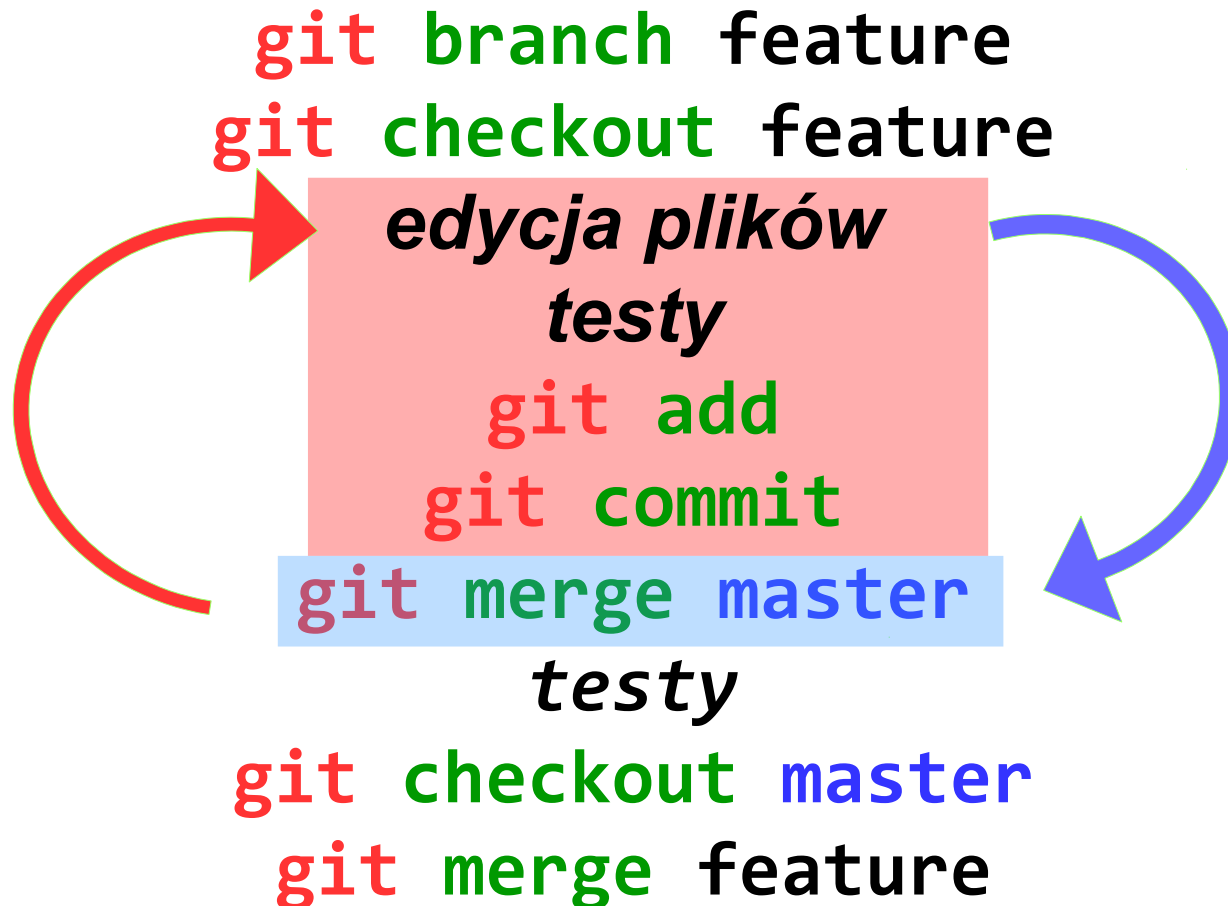 git branch feature
git checkout feature
edycja plików
testy
git add
git commit
git merge master
testy
git checkout master
git merge feature